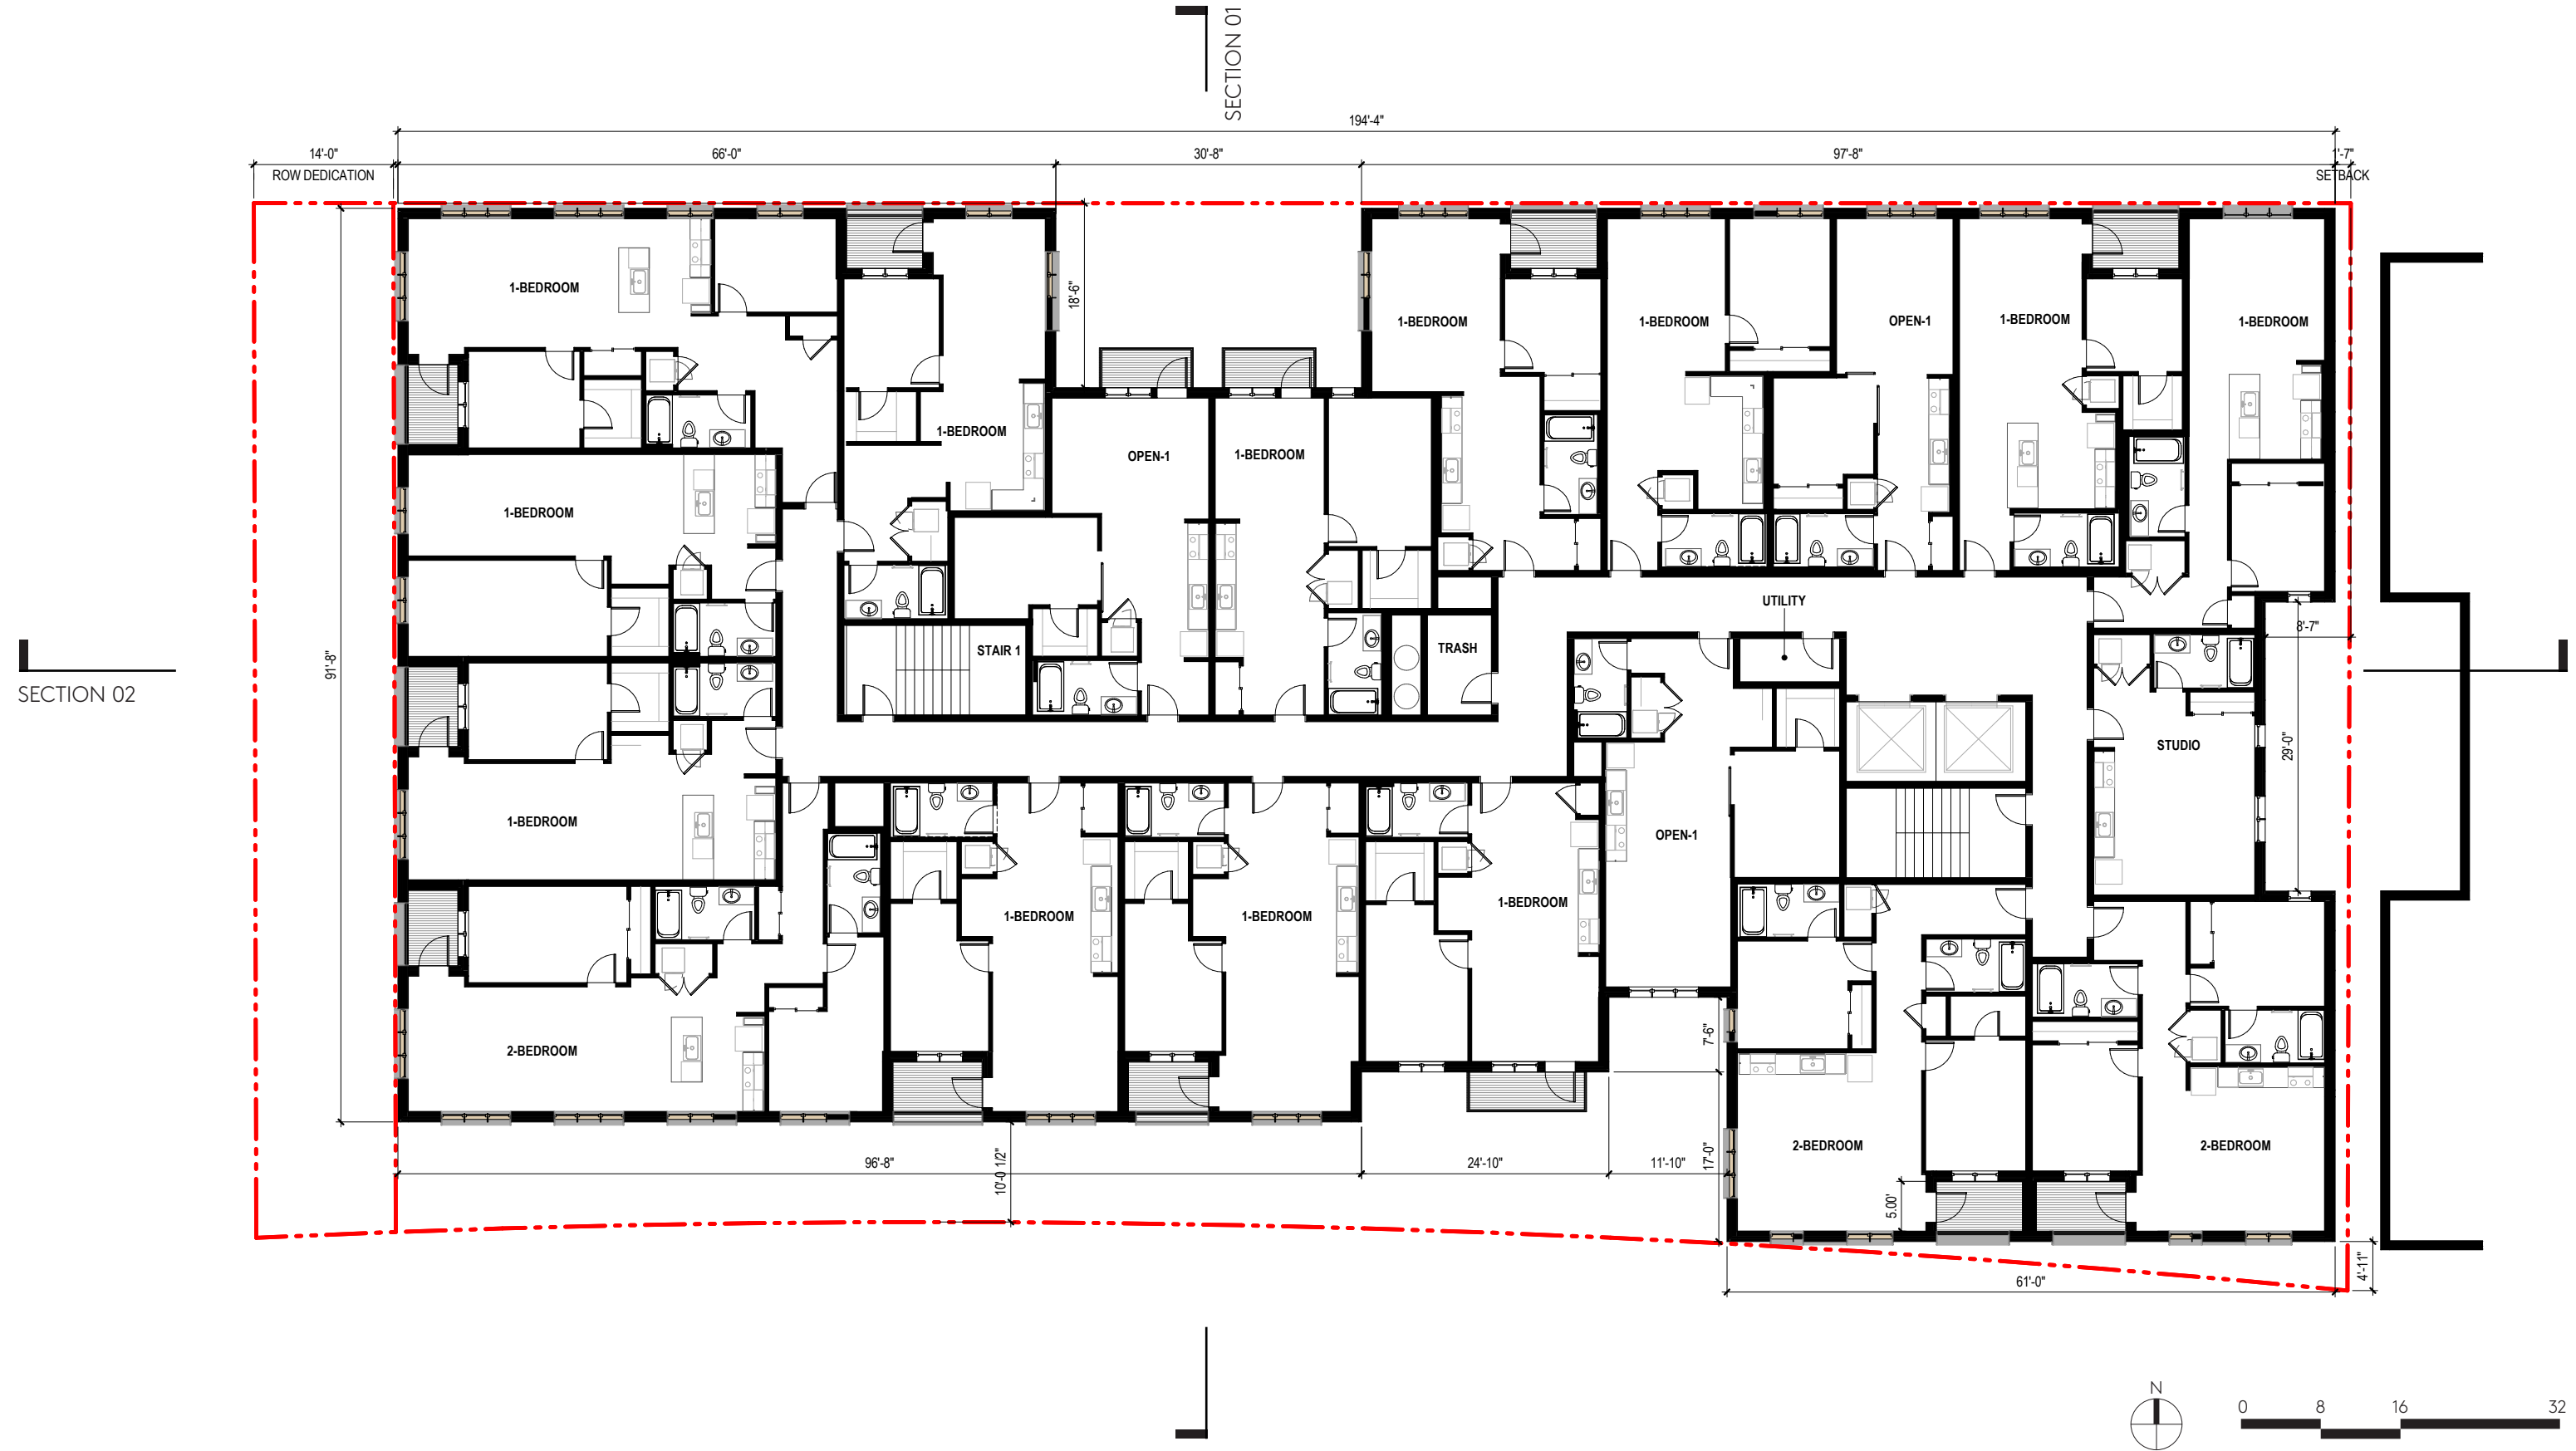 SECTION 01
194'-4"
14'-0"
66'-0"
30'-8"
97'-8"
1'-7"
ROW DEDICATION
SETBACK
18'-6"
1-BEDROOM
1-BEDROOM
1-BEDROOM
OPEN-1
1-BEDROOM
1-BEDROOM
1-BEDROOM
OPEN-1
1-BEDROOM
1-BEDROOM
1-BEDROOM
UTILITY
8'-7"
STAIR 1
TRASH
91'-8"
SECTION 02
STUDIO
29'-0"
1-BEDROOM
OPEN-1
1-BEDROOM
1-BEDROOM
1-BEDROOM
2-BEDROOM
7'-6"
2-BEDROOM
2-BEDROOM
96'-8"
10'-0 1/2"
24'-10"
11'-10"
17'-0"
5.00'
61'-0"
4'-11"
N
0 8 16 32